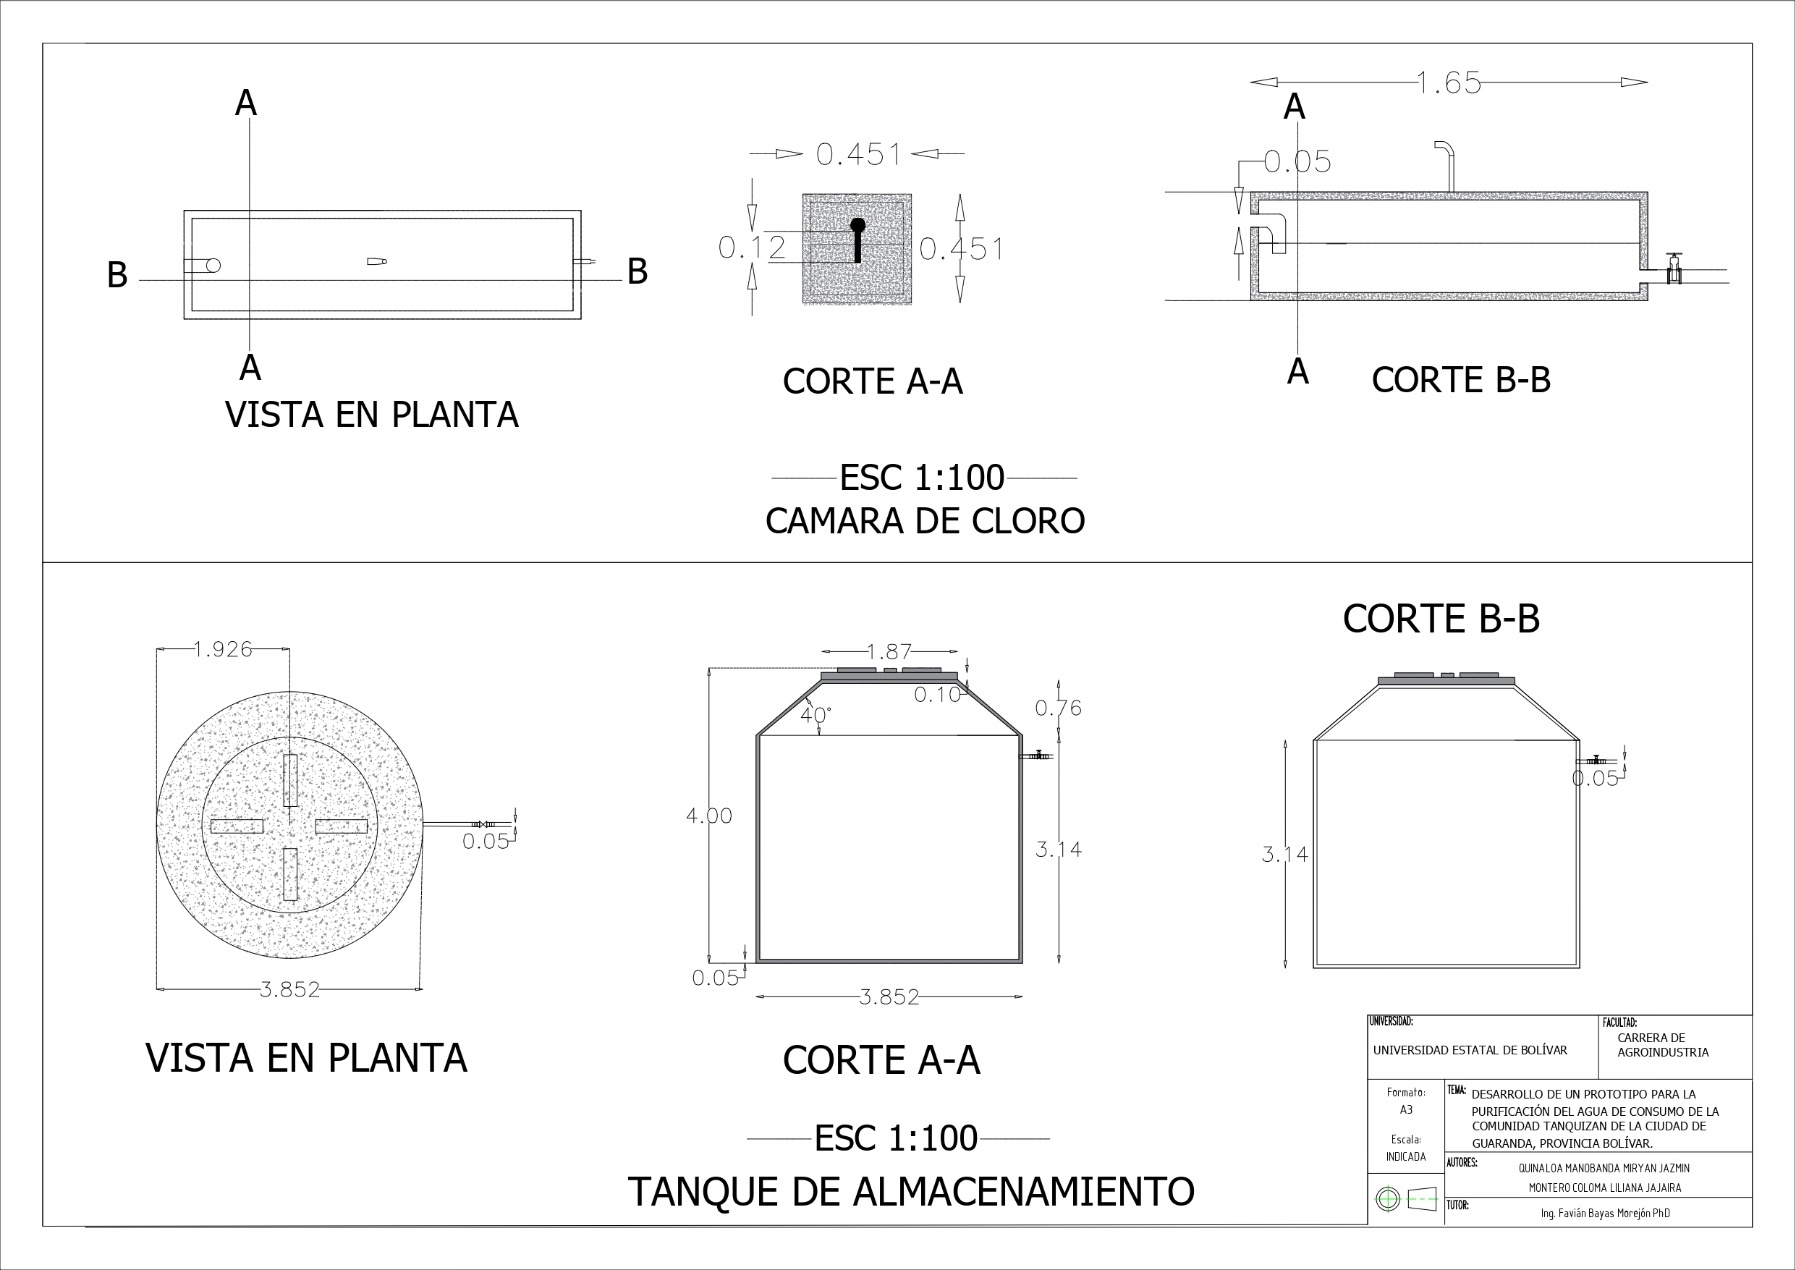 A
A
B
B
VISTA EN PLANTA
0.451
0.12
0.451
CORTE A-A
1.65
A
0.05
A
CORTE B-B
ESC 1:100
CAMARA DE CLORO
1.926
0.05
3.852
VISTA EN PLANTA
1.87
0.10
0.76
40°
4.00
3.14
0.05
3.852
CORTE A-A
CORTE B-B
0.05
3.14
ESC 1:100
TANQUE DE ALMACENAMIENTO
UNIVERSIDAD:
UNIVERSIDAD ESTATAL DE BOLÍVAR
FACULTAD:
CARRERA DE
AGROINDUSTRIA
Formato:
A3
Escala:
INDICADA
TEMA:
DESARROLLO DE UN PROTOTIPO PARA LA
PURIFICACIÓN DEL AGUA DE CONSUMO DE LA
COMUNIDAD TANQUIZAN DE LA CIUDAD DE
GUARANDA, PROVINCIA BOLÍVAR.
AUTORES:
QUINALOA MANOBANDA MIRYAN JAZMIN
MONTERO COLOMA LILIANA JAJAIRA
TUTOR:
Ing. Favián Bayas Morejón PhD